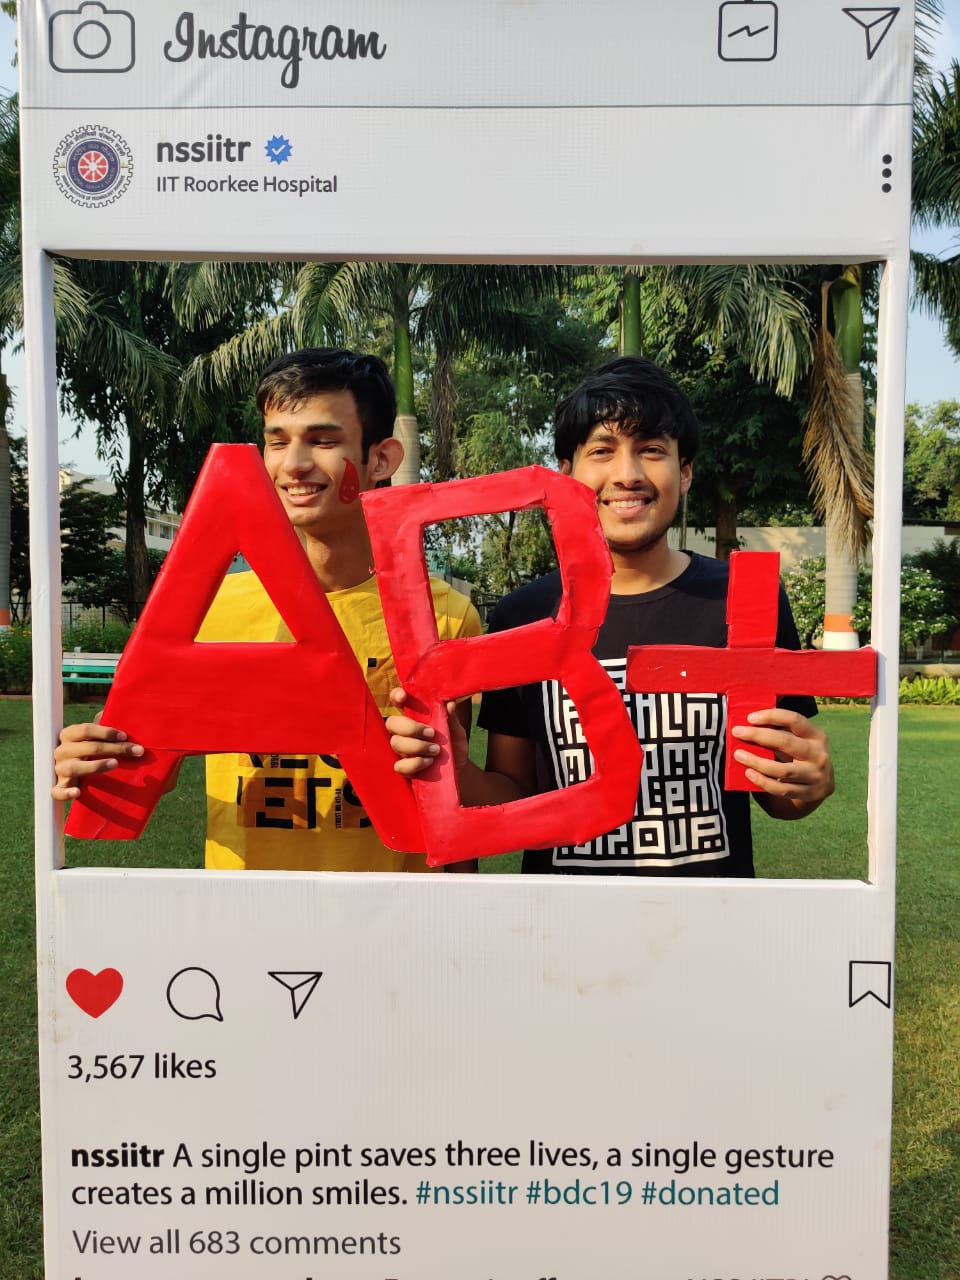 Instagram
nssiitr
IIT Roorkee Hospital
AB+
3,567 likes
nssiitr A single pint saves three lives, a single gesture
creates a million smiles. #nssiitr #bdc19 #donated
View all 683 comments